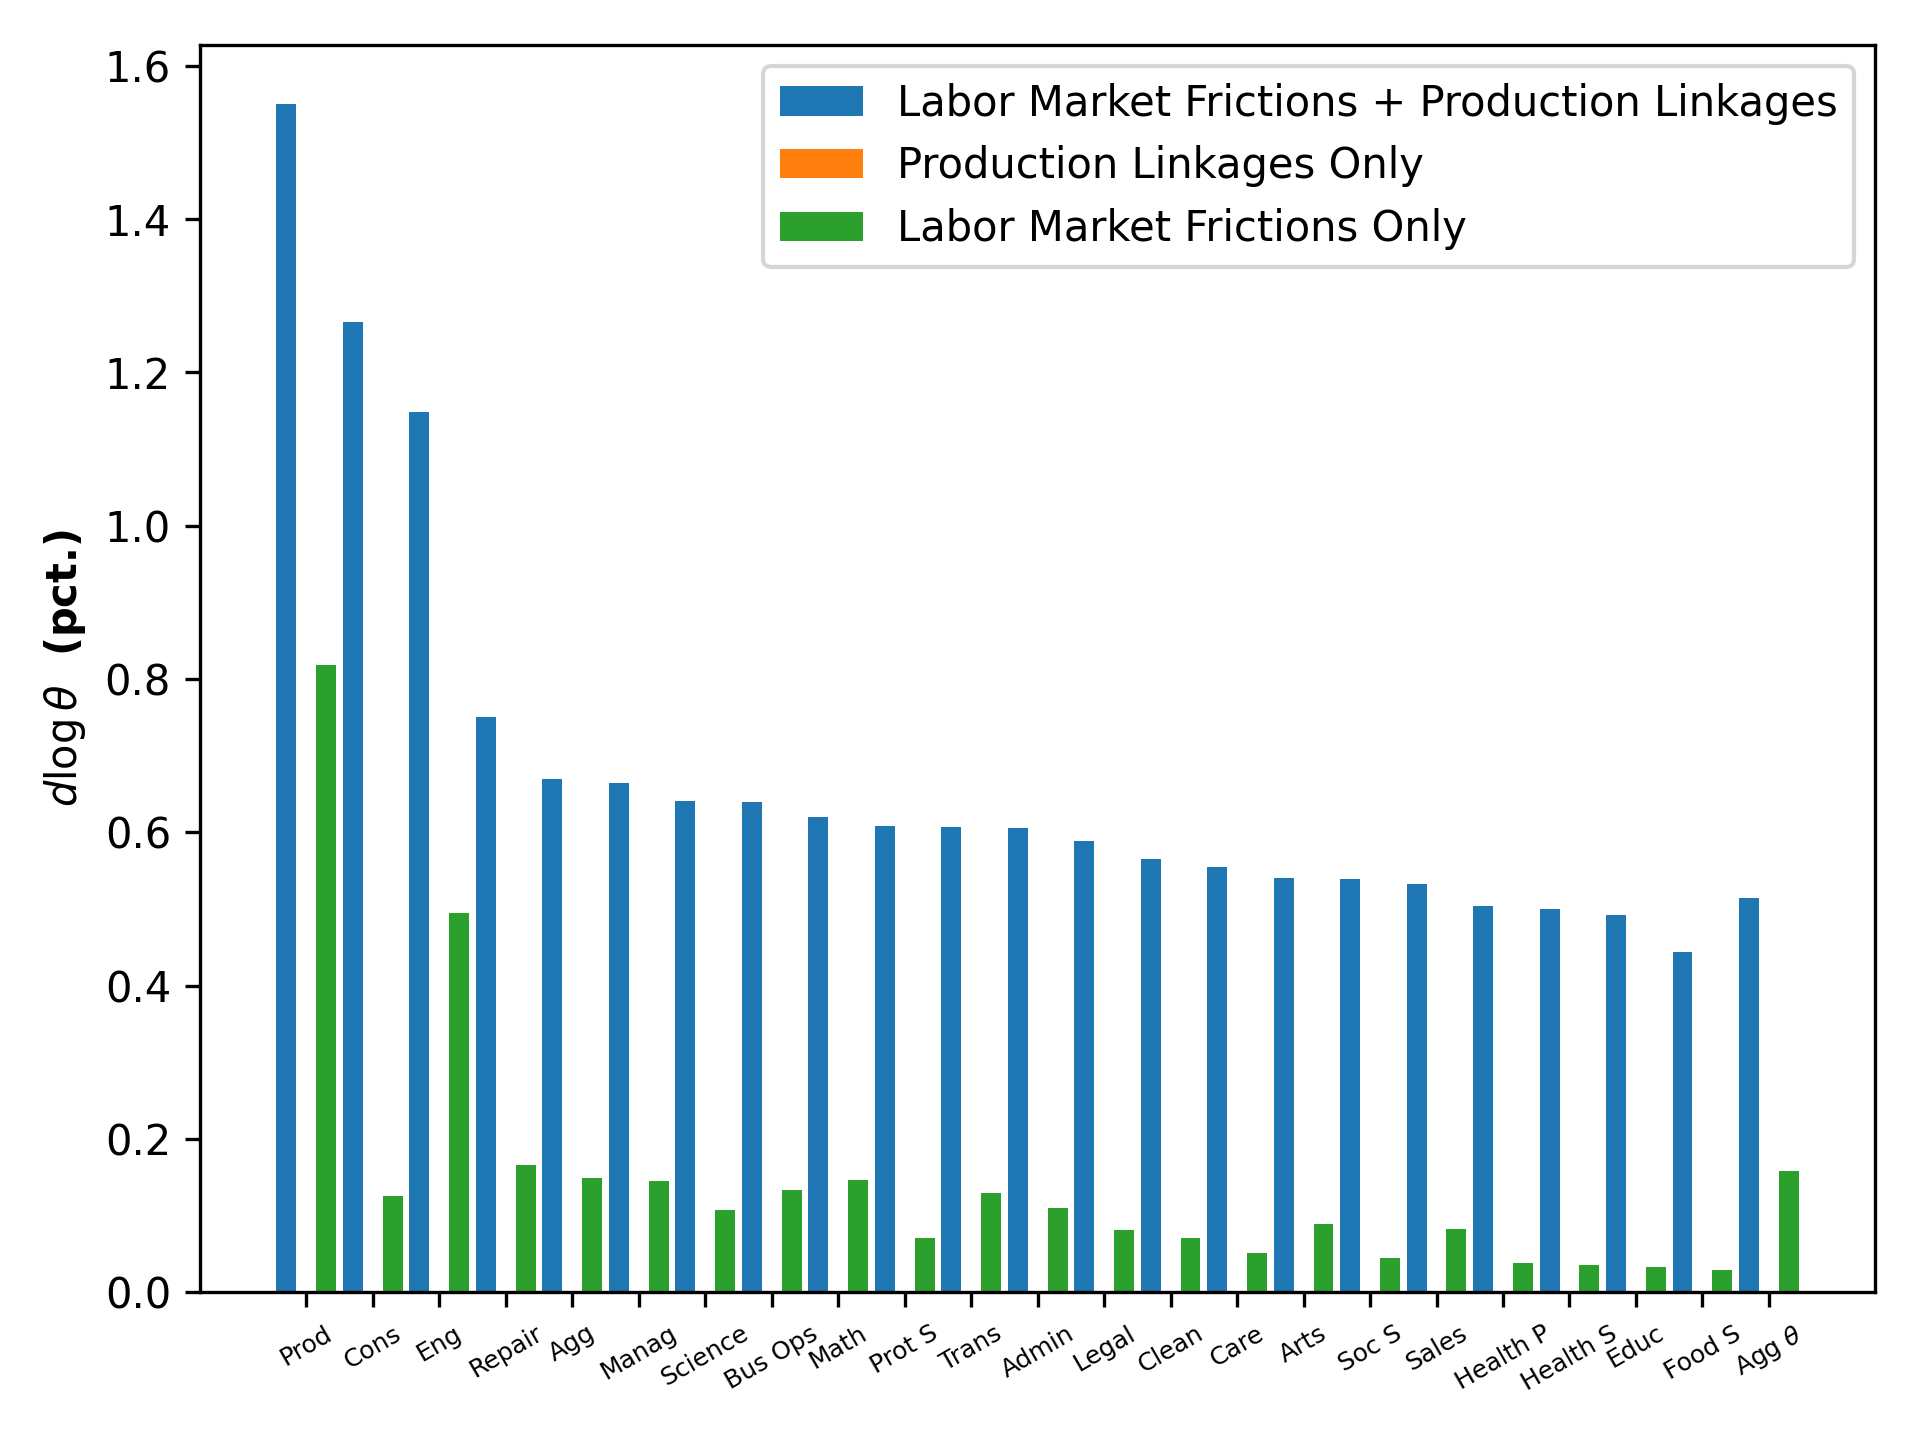 Labor Market Frictions + Production Linkages
Production Linkages Only
Labor Market Frictions Only
1.6
1.4
1.2
1.0
0.8
0.6
0.4
0.2
0.0
dlog θ (pct.)
Prod
Cons
Eng
Repair
Agg
Manag
Science
Bus Ops
Math
Prot S
Trans
Admin
Legal
Clean
Care
Arts
Soc S
Sales
Health P
Health S
Educ
Food S
Agg θ